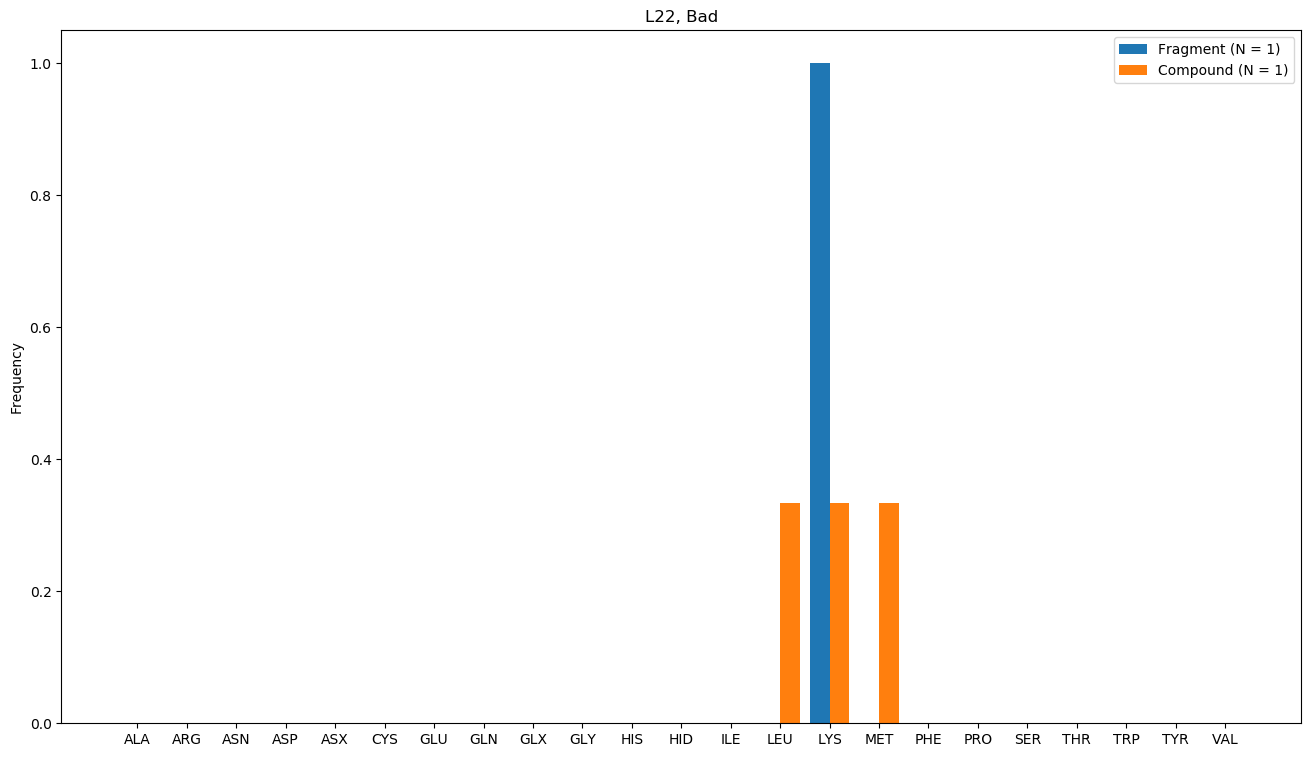 L22, Bad
Fragment (N = 1)
Compound (N = 1)
Frequency
1.0
0.8
0.6
0.4
0.2
0.0
ALA ARG ASN ASP ASX CYS GLU GLN GLX GLY HIS HID ILE LEU LYS MET PHE PRO SER THR TRP TYR VAL